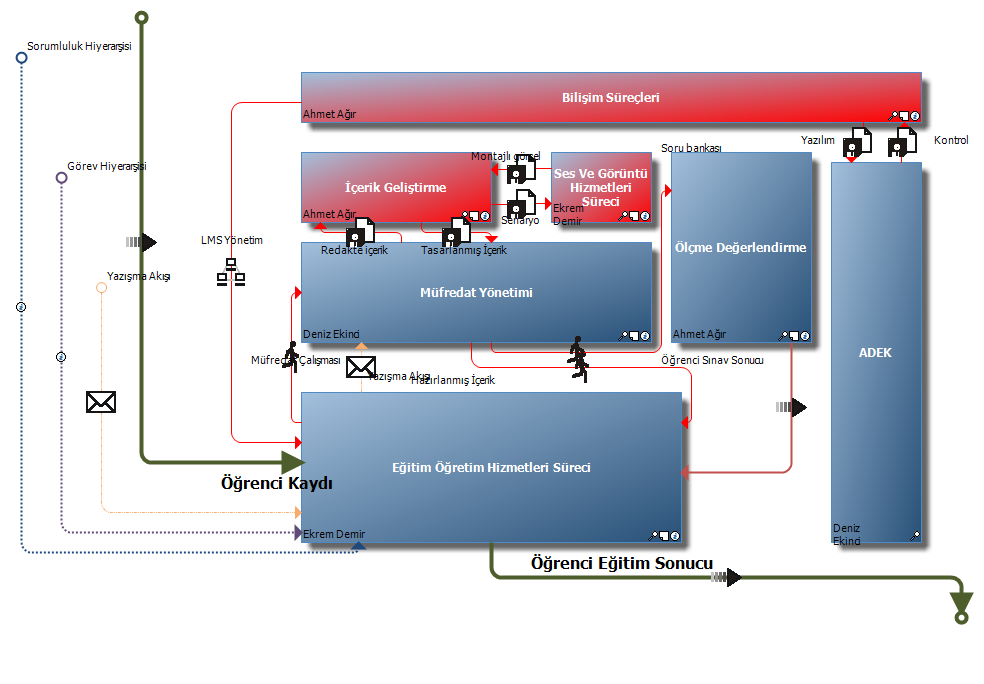 Sorumluluk Hiyerarşisi
Bilişim Süreçleri
Ahmet Ağır
Yazılım
Kontrol
Soru bankası
Montajlı görsel
Görev Hiyerarşisi
İçerik Geliştirme
Ses Ve Görüntü
Hizmetleri
Süreci
Ahmet Ağır
Ekrem
Demir
Senaryo
LMS Yönetim
Redakte içerik
Tasarlanmış İçerik
Ölçme Değerlendirme
Yazışma Akışı
Müfredat Yönetimi
Deniz Ekinci
Ahmet Ağır
ADEK
Müfredat Çalışması
Öğrenci Sınav Sonucu
Yazışma Akışı
Hazırlanmış İçerik
Eğitim Öğretim Hizmetleri Süreci
Öğrenci Kaydı
Ekrem Demir
Deniz
Ekinci
Öğrenci Eğitim Sonucu